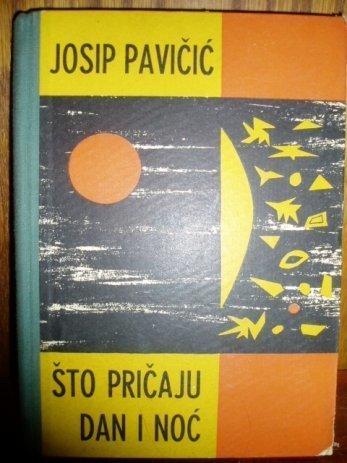 JOSIP PAVIČIĆ
ŠTO PRIČAJU
DAN I NOĆ